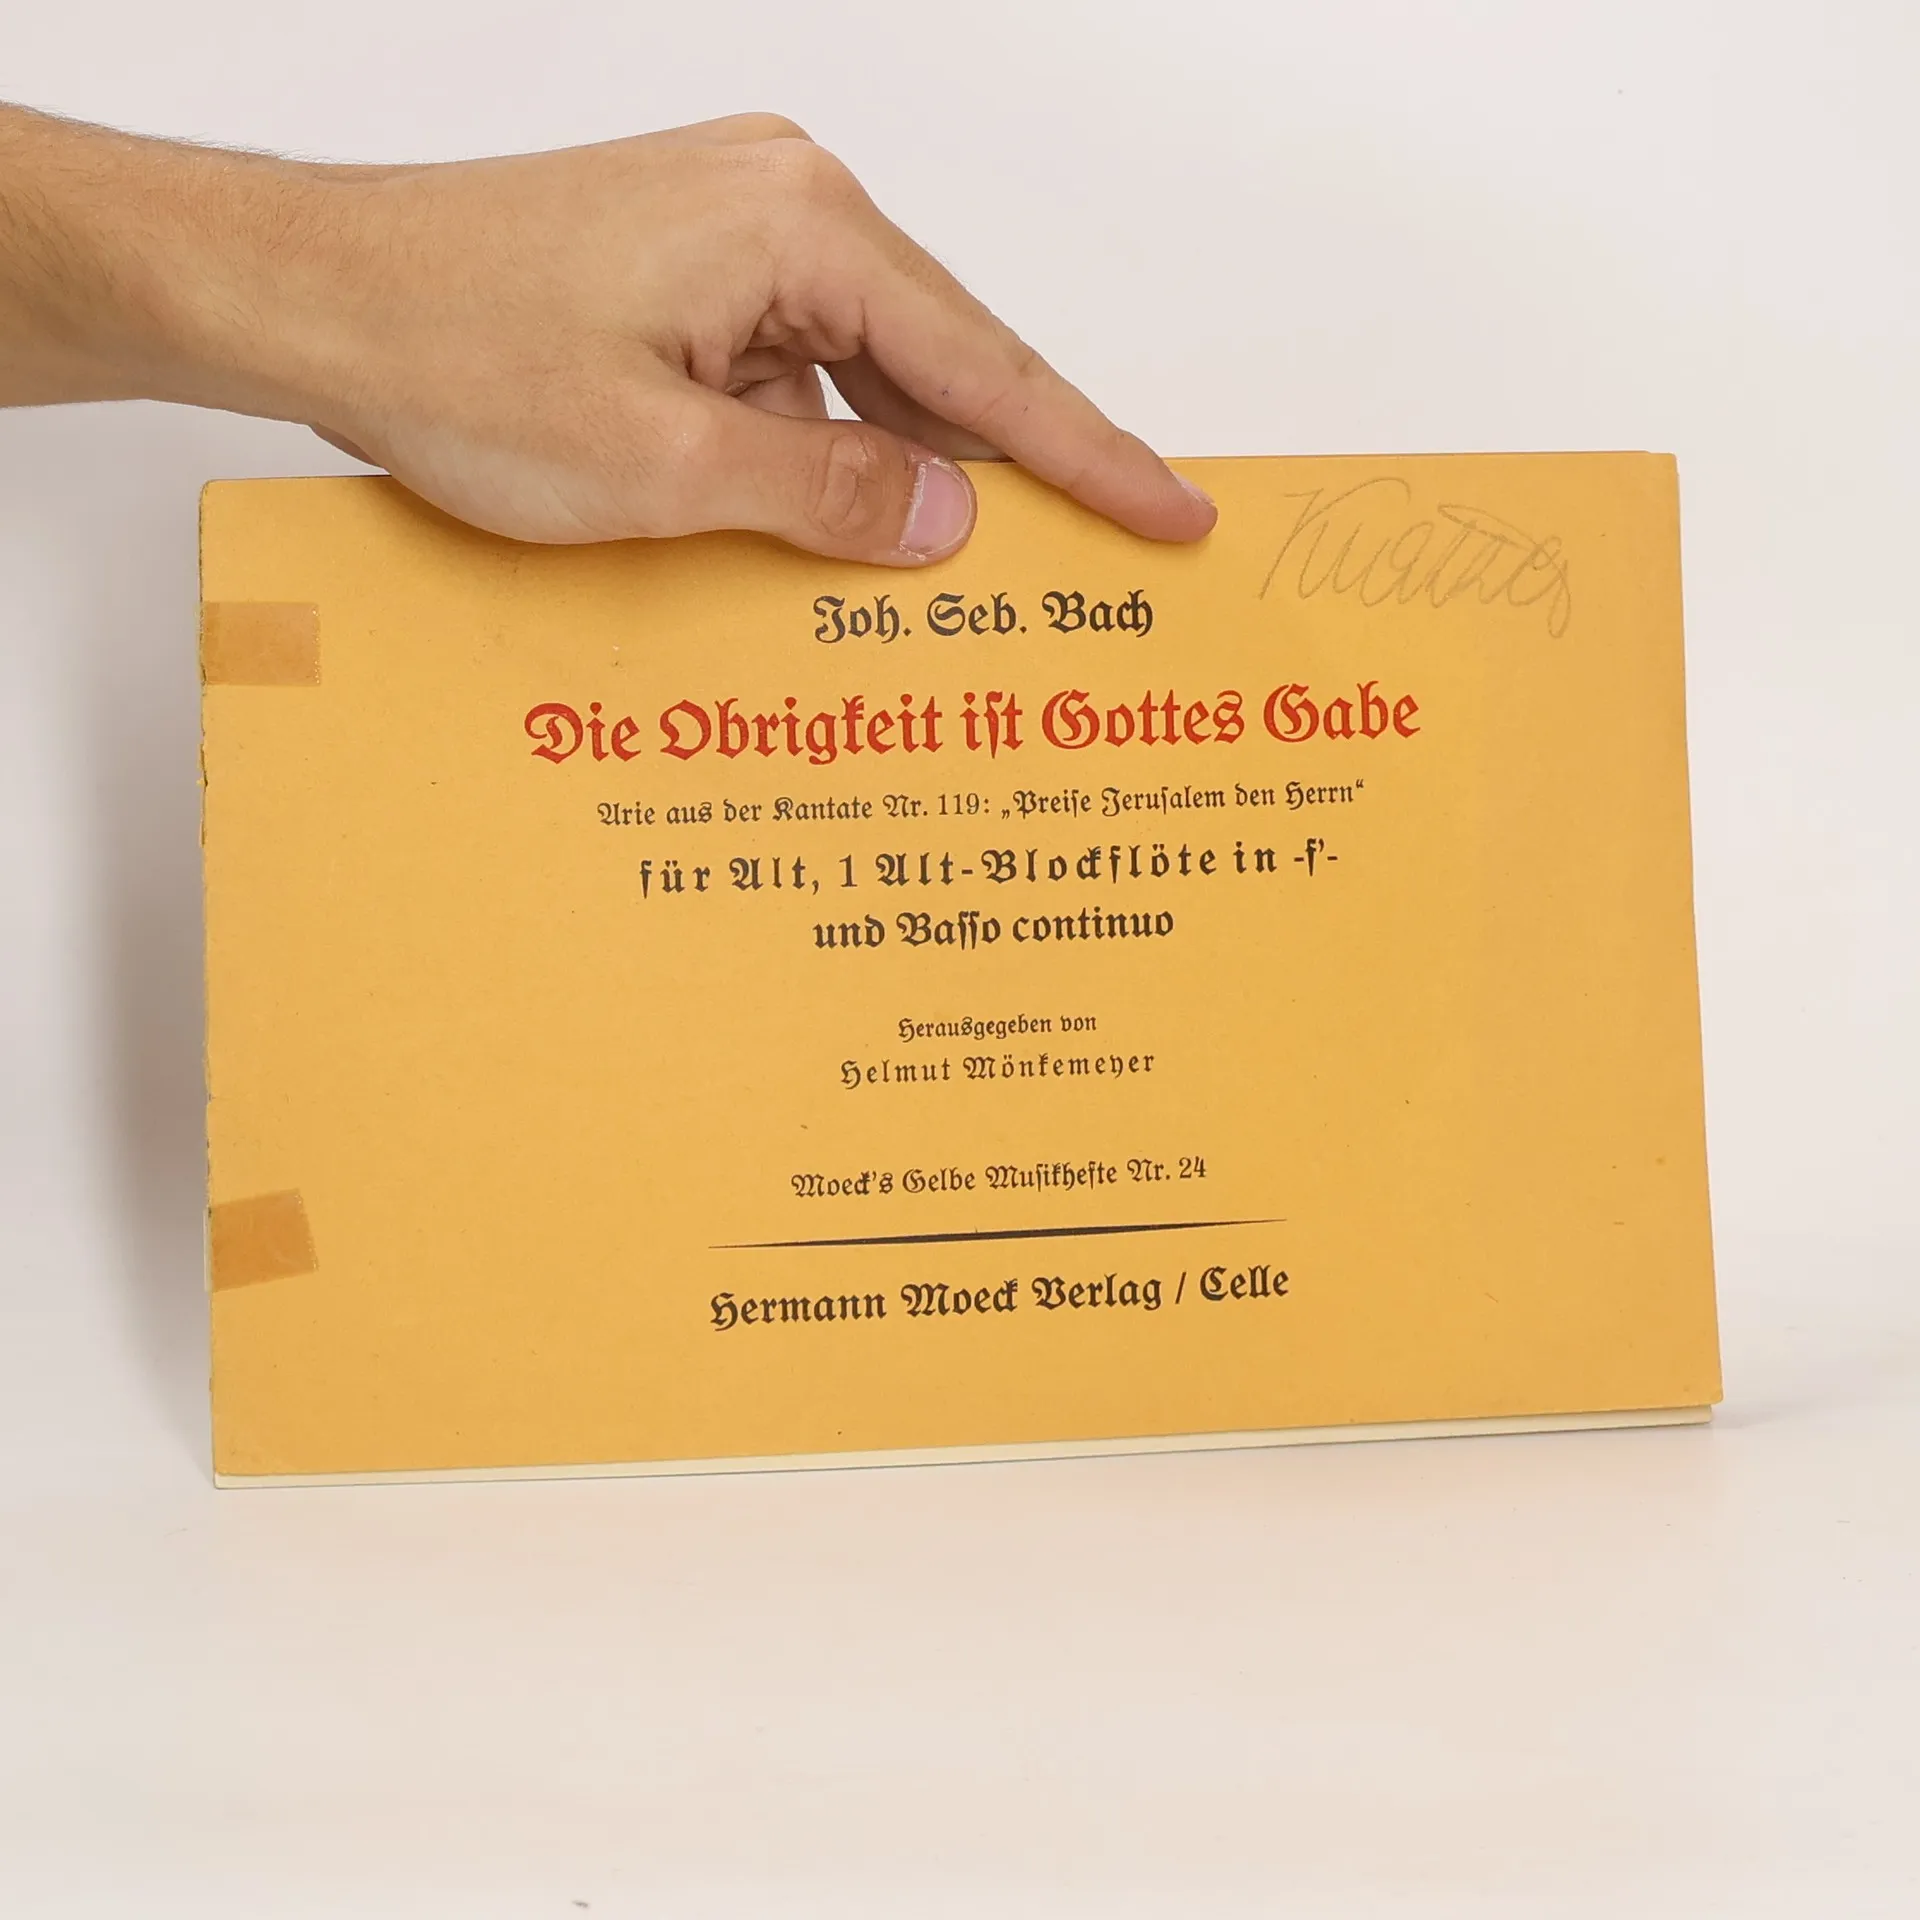 Joh. Seb. Bach
Die Obrigkeit iſt Gottes Gabe
Arie aus der Kantate Nr. 119: „Preiſe Jeruſalem den Herrn“
für Alt, 1 Alt-Blockflöte in -f'-
und Baſſo continuo
Herausgegeben von
Helmut Mönkemeyer
Moeck's Gelbe Muſikhefte Nr. 24
Hermann Moeck Verlag / Celle